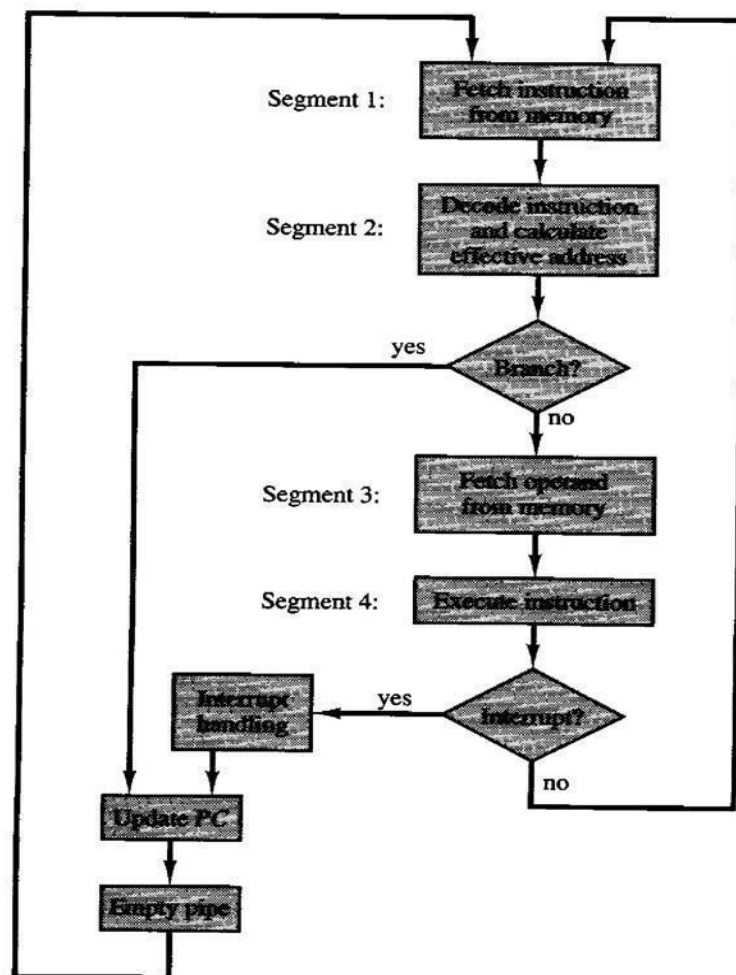 Segment 1:
Fetch instruction
from memory
Segment 2:
Decode instruction
and calculate
effective address
yes
Branch?
no
Segment 3:
Fetch operand
from memory
Segment 4:
Execute instruction
Interrupt
handling
yes
Interrupt?
no
Update PC
Empty pipe